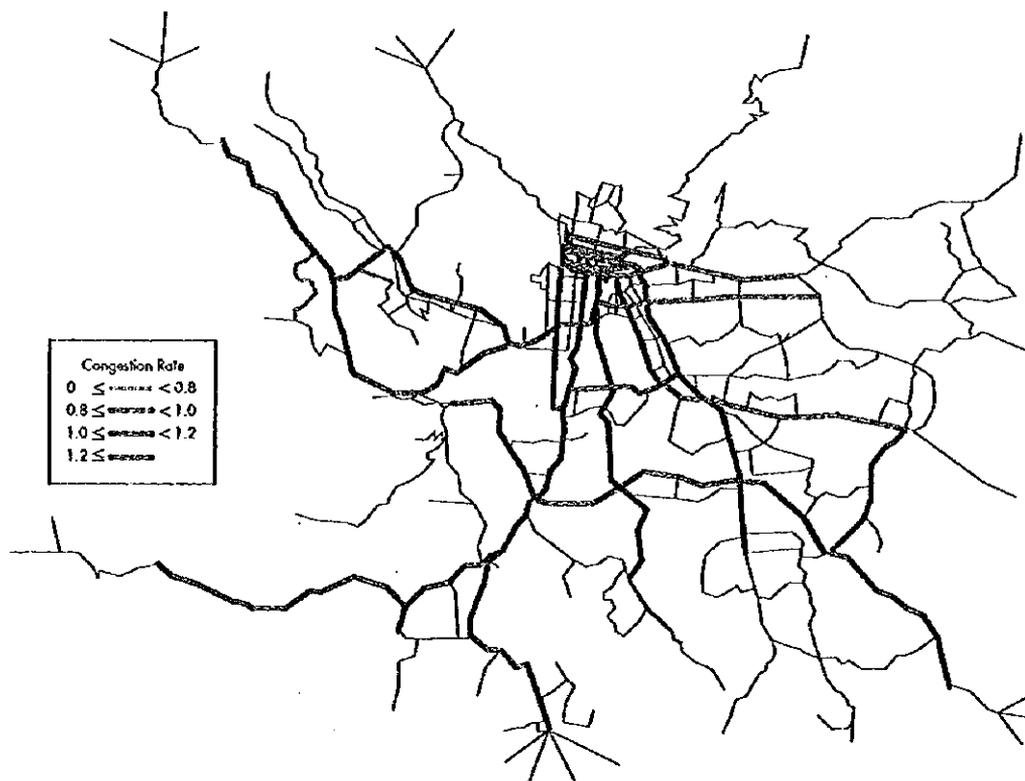 Congestion Rate
0 ≤ < 0.8
0.8 ≤ < 1.0
1.0 ≤ < 1.2
1.2 ≤